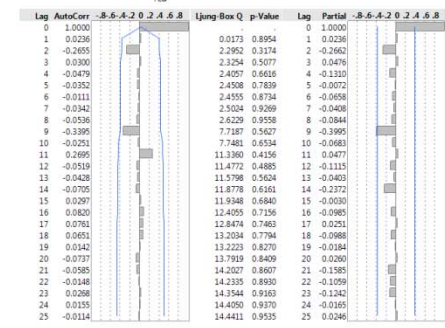 Lag AutoCorr -.8-.6-.4-.2 0 .2 .4 .6 .8 Ljung-Box Q p-Value Lag Partial -.8-.6-.4-.2 0 .2 .4 .6 .8
0 1.0000 . . 0 1.0000
1 0.0236 0.0173 0.8954 1 0.0236
2 -0.2655 2.2952 0.3174 2 -0.2662
3 0.0300 2.3254 0.5077 3 0.0476
4 -0.0479 2.4057 0.6616 4 -0.1310
5 -0.0352 2.4508 0.7839 5 -0.0072
6 -0.0111 2.4555 0.8734 6 -0.0658
7 -0.0342 2.5024 0.9269 7 -0.0408
8 -0.0536 2.6229 0.9558 8 -0.0844
9 -0.3395 7.7187 0.5627 9 -0.3995
10 -0.0251 7.7481 0.6534 10 -0.0683
11 0.2695 11.3360 0.4156 11 0.0477
12 -0.0519 11.4772 0.4885 12 -0.1115
13 -0.0428 11.5798 0.5624 13 -0.0403
14 -0.0705 11.8778 0.6161 14 -0.2372
15 0.0297 11.9348 0.6840 15 -0.0030
16 0.0820 12.4055 0.7156 16 -0.0985
17 0.0761 12.8474 0.7463 17 0.0251
18 0.0651 13.2034 0.7794 18 -0.0988
19 0.0142 13.2223 0.8270 19 -0.0184
20 -0.0737 13.7919 0.8409 20 0.0260
21 -0.0585 14.2027 0.8607 21 -0.1585
22 -0.0148 14.2335 0.8930 22 -0.1059
23 0.0268 14.3544 0.9163 23 -0.1242
24 0.0155 14.4050 0.9370 24 -0.0165
25 -0.0114 14.4411 0.9535 25 0.0246